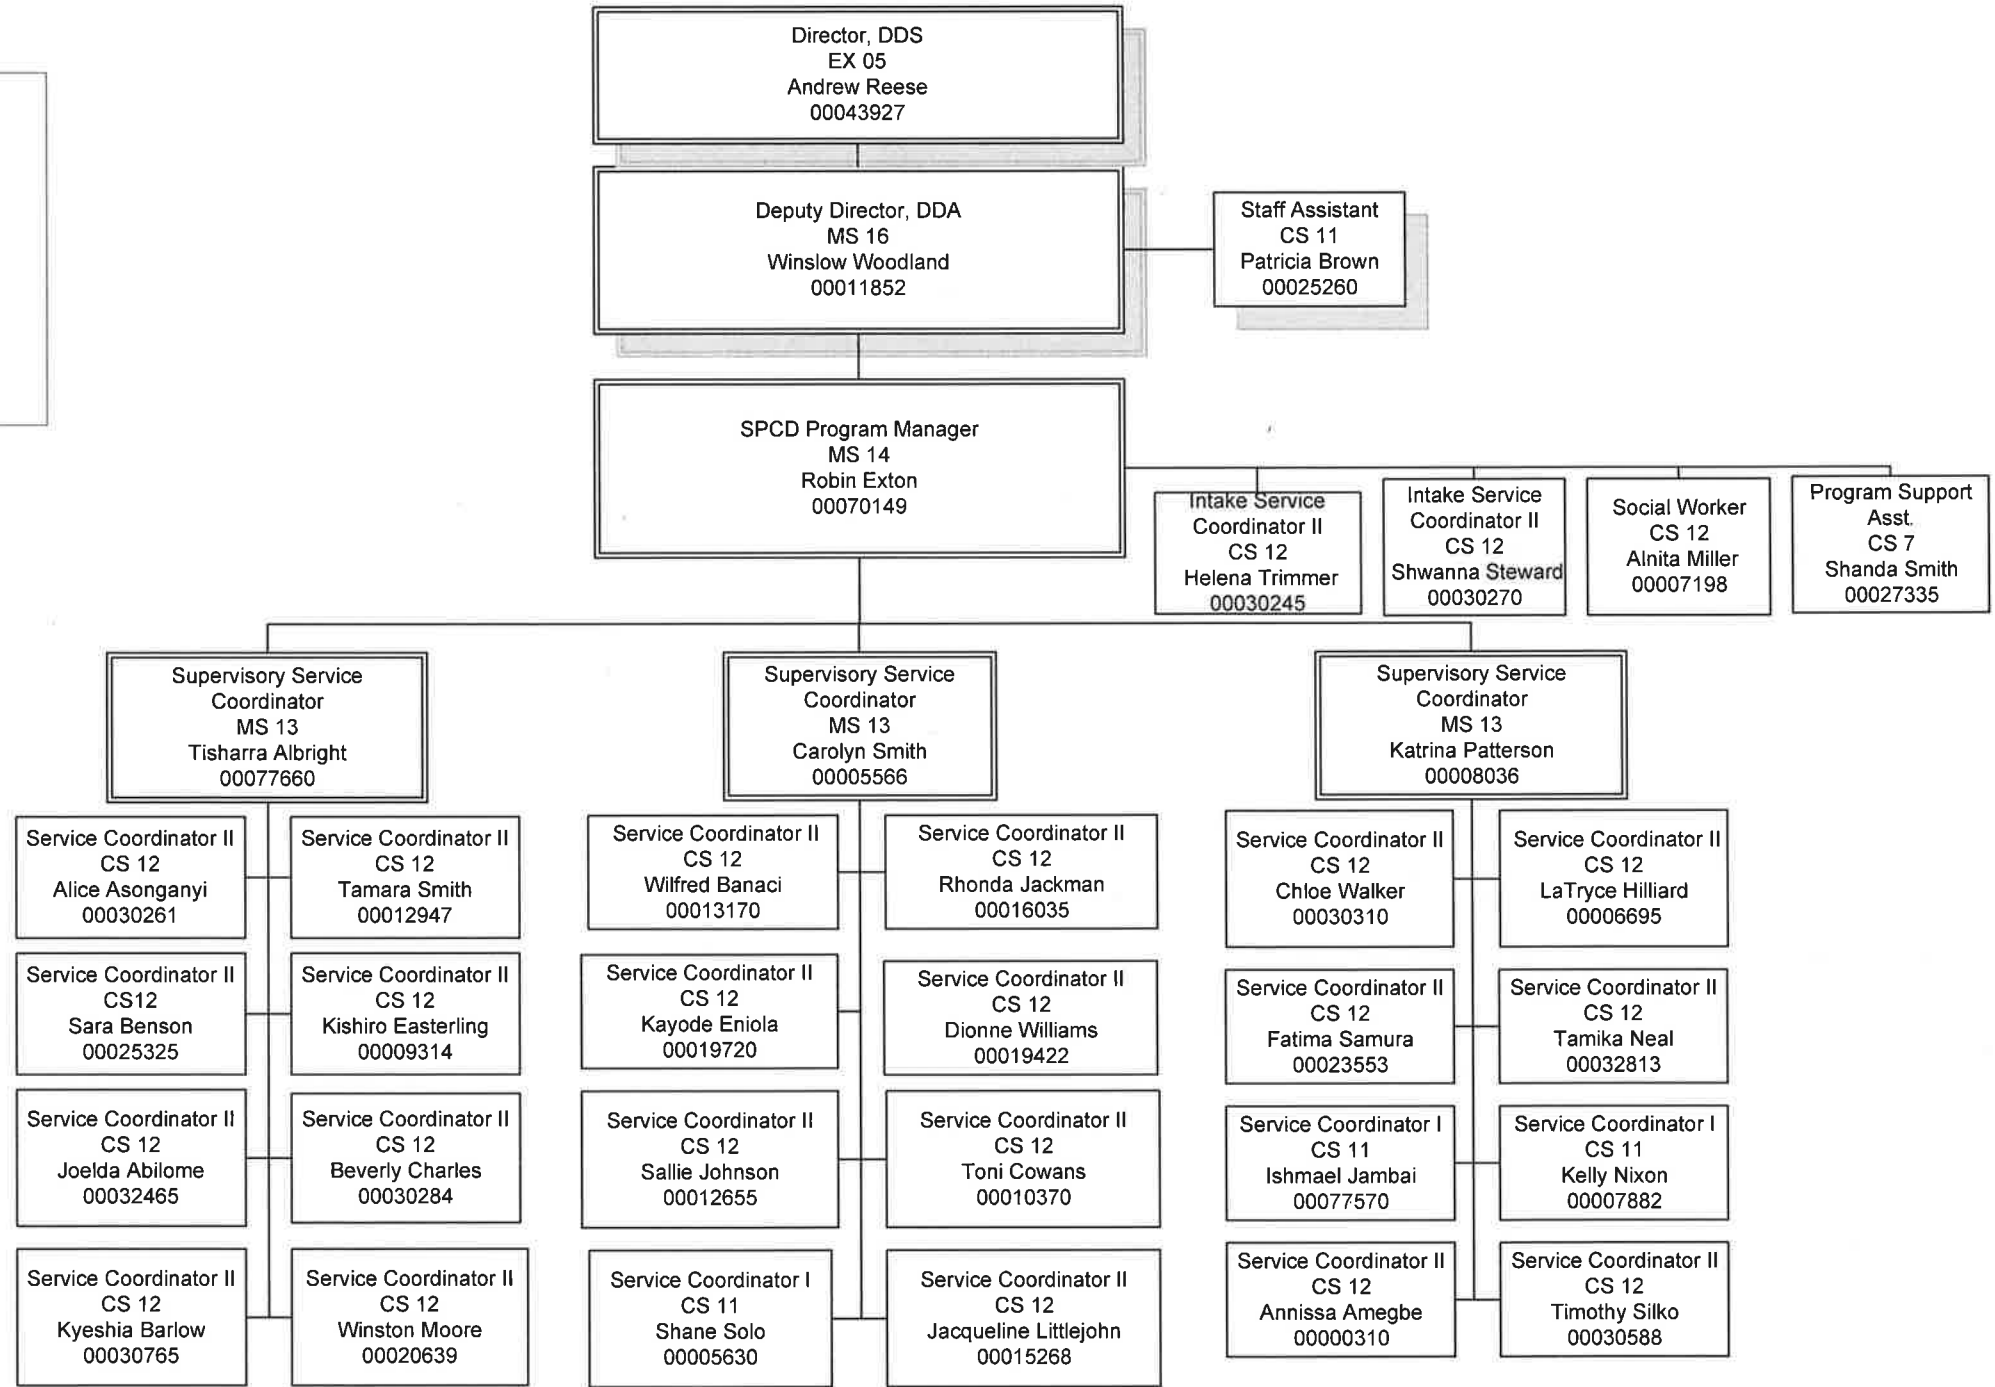 Director, DDS
EX 05
Andrew Reese
00043927
Deputy Director, DDA
MS 16
Winslow Woodland
00011852
Staff Assistant
CS 11
Patricia Brown
00025260
SPCD Program Manager
MS 14
Robin Exton
00070149
Intake Service
Coordinator II
CS 12
Helena Trimmer
00030245
Intake Service
Coordinator II
CS 12
Shwanna Steward
00030270
Social Worker
CS 12
Alnita Miller
00007198
Program Support
Asst.
CS 7
Shanda Smith
00027335
Supervisory Service
Coordinator
MS 13
Tisharra Albright
00077660
Supervisory Service
Coordinator
MS 13
Carolyn Smith
00005566
Supervisory Service
Coordinator
MS 13
Katrina Patterson
00008036
Service Coordinator II
CS 12
Alice Asonganyi
00030261
Service Coordinator II
CS 12
Tamara Smith
00012947
Service Coordinator II
CS 12
Wilfred Banaci
00013170
Service Coordinator II
CS 12
Rhonda Jackman
00016035
Service Coordinator II
CS 12
Chloe Walker
00030310
Service Coordinator II
CS 12
LaTryce Hilliard
00006695
Service Coordinator II
CS12
Sara Benson
00025325
Service Coordinator II
CS 12
Kishiro Easterling
00009314
Service Coordinator II
CS 12
Kayode Eniola
00019720
Service Coordinator II
CS 12
Dionne Williams
00019422
Service Coordinator II
CS 12
Fatima Samura
00023553
Service Coordinator II
CS 12
Tamika Neal
00032813
Service Coordinator II
CS 12
Joelda Abilome
00032465
Service Coordinator II
CS 12
Beverly Charles
00030284
Service Coordinator II
CS 12
Sallie Johnson
00012655
Service Coordinator II
CS 12
Toni Cowans
00010370
Service Coordinator I
CS 11
Ishmael Jambai
00077570
Service Coordinator I
CS 11
Kelly Nixon
00007882
Service Coordinator II
CS 12
Kyeshia Barlow
00030765
Service Coordinator II
CS 12
Winston Moore
00020639
Service Coordinator I
CS 11
Shane Solo
00005630
Service Coordinator II
CS 12
Jacqueline Littlejohn
00015268
Service Coordinator II
CS 12
Annissa Amegbe
00000310
Service Coordinator II
CS 12
Timothy Silko
00030588